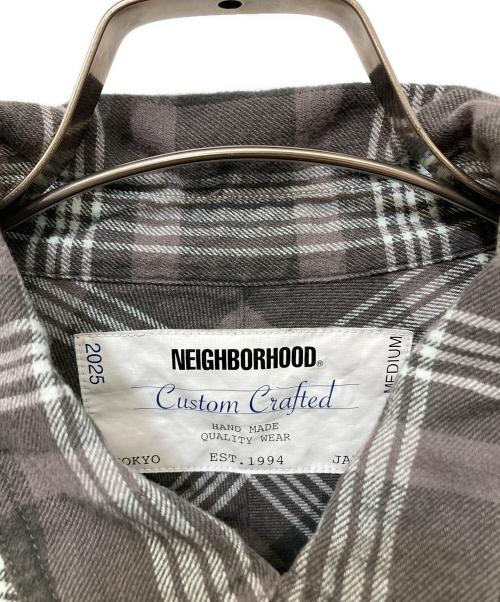 2025
NEIGHBORHOOD®
MEDIUM
Custom Crafted
HAND MADE
QUALITY WEAR
OKYO EST.1994 JA